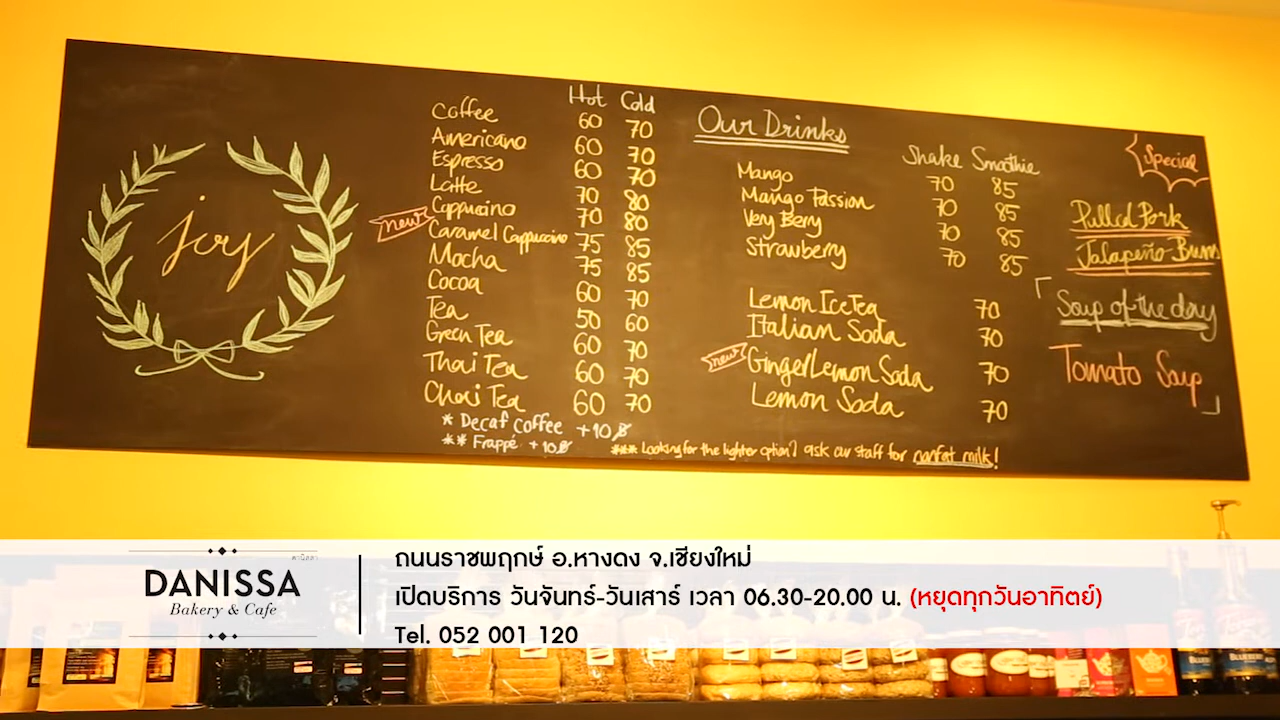 joy
Hot Cold
Coffee 60 70
Americano 60 70
Espresso 60 70
Latte 70 80
Cappuccino 70 80
new Caramel Cappuccino 75 85
Mocha 75 85
Cocoa 60 70
Tea 50 60
Green Tea 60 70
Thai Tea 60 70
Chai Tea 60 70
* Decaf Coffee +10฿
** Frappé +10฿
*** Looking for the lighter option? ask our staff for nonfat milk!
Our Drinks
Shake Smothie
Mango 70 85
Mango Passion 70 85
Very Berry 70 85
Strawberry 70 85
Lemon Ice Tea 70
Italian Soda 70
new Ginger Lemon Soda 70
Lemon Soda 70
Special
Pulled Pork
Jalapeño Buns
Soup of the day
Tomato Soup
ดานิสสา
DANISSA
Bakery & Cafe
ถนนราชพฤกษ์ อ.หางดง จ.เชียงใหม่
เปิดบริการ วันจันทร์-วันเสาร์ เวลา 06.30-20.00 น. (หยุดทุกวันอาทิตย์)
Tel. 052 001 120